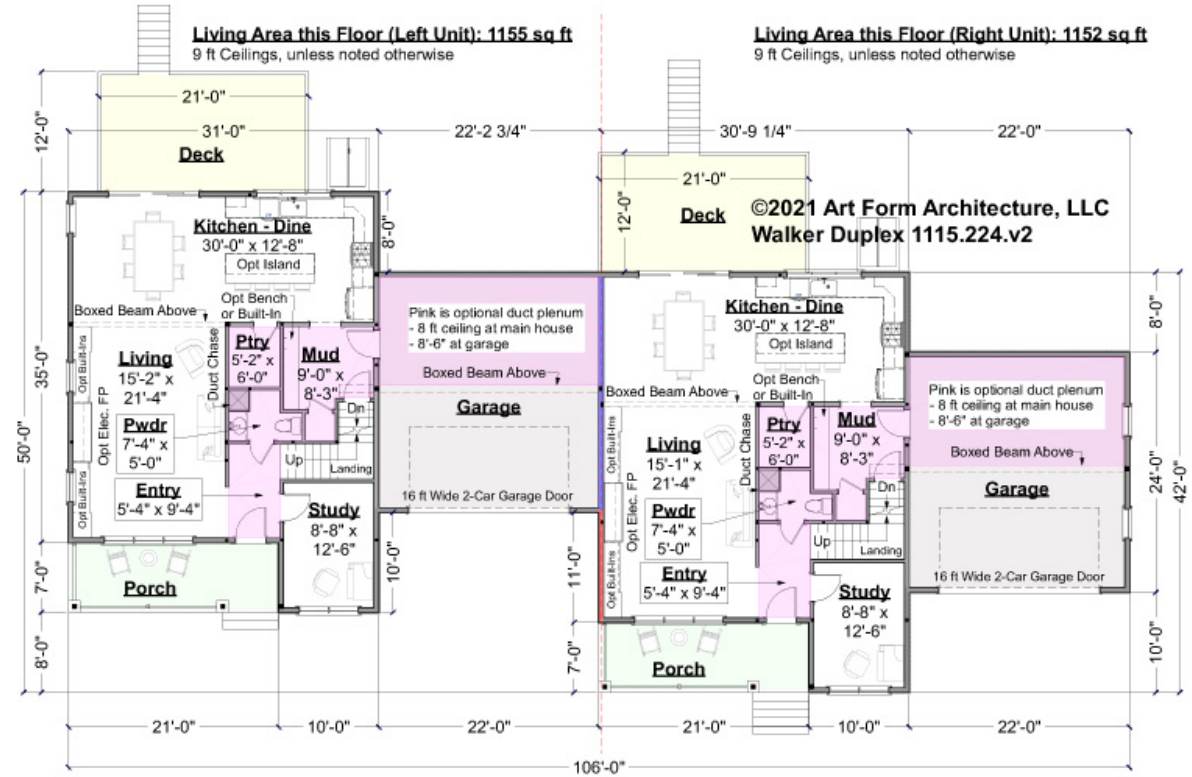 Living Area this Floor (Left Unit): 1155 sq ft
9 ft Ceilings, unless noted otherwise
Living Area this Floor (Right Unit): 1152 sq ft
9 ft Ceilings, unless noted otherwise
21'-0"
12'-0"
31'-0"
22'-2 3/4"
30'-9 1/4"
22'-0"
Deck
21'-0"
12'-0"
Deck
©2021 Art Form Architecture, LLC
Walker Duplex 1115.224.v2
Kitchen - Dine
30'-0" x 12'-8"
Opt Island
8'-0"
Opt Bench
or Built-In
Boxed Beam Above
Pink is optional duct plenum
- 8 ft ceiling at main house
- 8'-6" at garage
Boxed Beam Above
Garage
16 ft Wide 2-Car Garage Door
Ptry
5'-2" x
6'-0"
Mud
9'-0" x
8'-3"
Duct Chase
Opt Built-Ins
Opt Elec. FP
Opt Built-Ins
Living
15'-2" x
21'-4"
Pwdr
7'-4" x
5'-0"
Entry
5'-4" x 9'-4"
Dn
Up
Landing
Study
8'-8" x
12'-6"
Porch
50'-0"
35'-0"
7'-0"
8'-0"
10'-0"
11'-0"
7'-0"
Kitchen - Dine
30'-0" x 12'-8"
Opt Island
Opt Bench
or Built-In
Boxed Beam Above
Pink is optional duct plenum
- 8 ft ceiling at main house
- 8'-6" at garage
Boxed Beam Above
Garage
16 ft Wide 2-Car Garage Door
Ptry
5'-2" x
6'-0"
Mud
9'-0" x
8'-3"
Duct Chase
Opt Built-Ins
Opt Elec. FP
Opt Built-Ins
Living
15'-1" x
21'-4"
Pwdr
7'-4" x
5'-0"
Entry
5'-4" x 9'-4"
Dn
Up
Landing
Study
8'-8" x
12'-6"
Porch
8'-0"
24'-0"
42'-0"
10'-0"
21'-0"
10'-0"
22'-0"
21'-0"
10'-0"
22'-0"
106'-0"